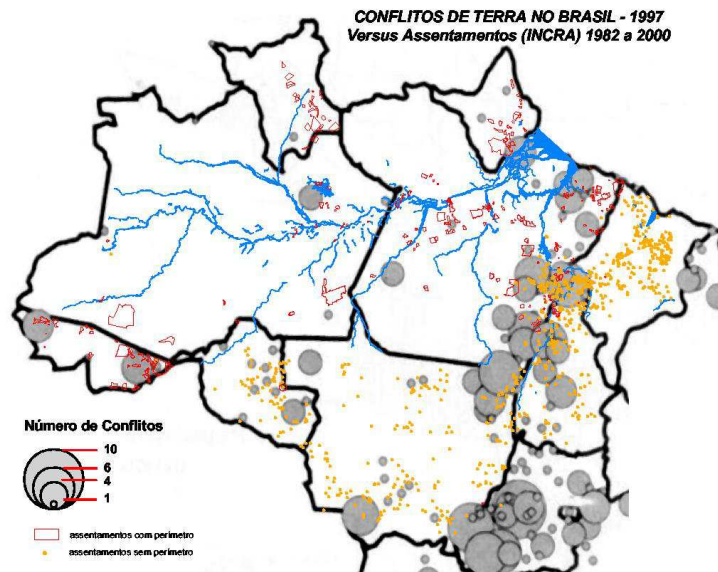 CONFLITOS DE TERRA NO BRASIL - 1997
Versus Assentamentos (INCRA) 1982 a 2000
Número de Conflitos
10
6
4
1
assentamentos com perímetro
assentamentos sem perímetro